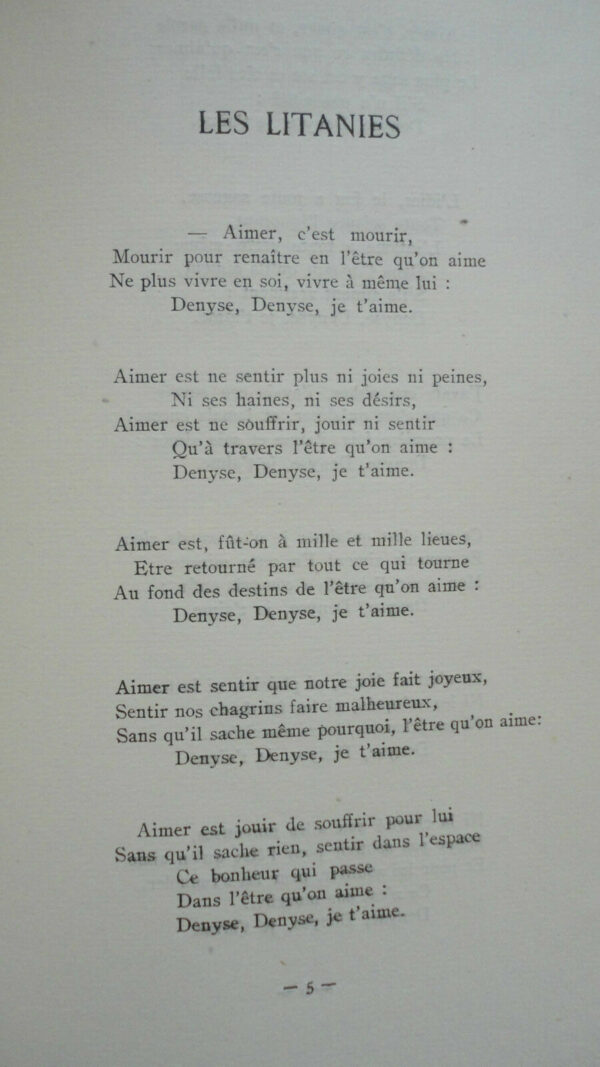 LES LITANIES
— Aimer, c'est mourir,
Mourir pour renaître en l'être qu'on aime
Ne plus vivre en soi, vivre à même lui :
Denyse, Denyse, je t'aime.
Aimer est ne sentir plus ni joies ni peines,
Ni ses haines, ni ses désirs,
Aimer est ne souffrir, jouir ni sentir
Qu'à travers l'être qu'on aime :
Denyse, Denyse, je t'aime.
Aimer est, fût-on à mille et mille lieues,
Etre retourné par tout ce qui tourne
Au fond des destins de l'être qu'on aime :
Denyse, Denyse, je t'aime.
Aimer est sentir que notre joie fait joyeux,
Sentir nos chagrins faire malheureux,
Sans qu'il sache même pourquoi, l'être qu'on aime:
Denyse, Denyse, je t'aime.
Aimer est jouir de souffrir pour lui
Sans qu'il sache rien, sentir dans l'espace
Ce bonheur qui passe
Dans l'être qu'on aime :
Denyse, Denyse, je t'aime.
— 5 —